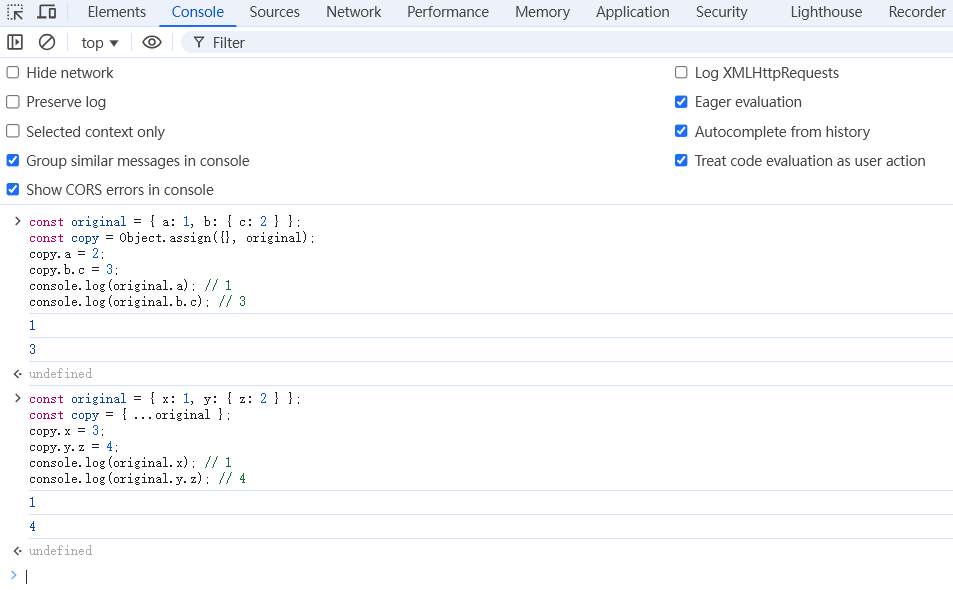 Elements Console Sources Network Performance Memory Application Security Lighthouse Recorder
top Filter
Hide network Log XMLHttpRequests
Preserve log Eager evaluation
Selected context only Autocomplete from history
Group similar messages in console Treat code evaluation as user action
Show CORS errors in console
const original = { a: 1, b: { c: 2 } };
const copy = Object.assign({}, original);
copy.a = 2;
copy.b.c = 3;
console.log(original.a); // 1
console.log(original.b.c); // 3
1
3
undefined
const original = { x: 1, y: { z: 2 } };
const copy = { ...original };
copy.x = 3;
copy.y.z = 4;
console.log(original.x); // 1
console.log(original.y.z); // 4
1
4
undefined